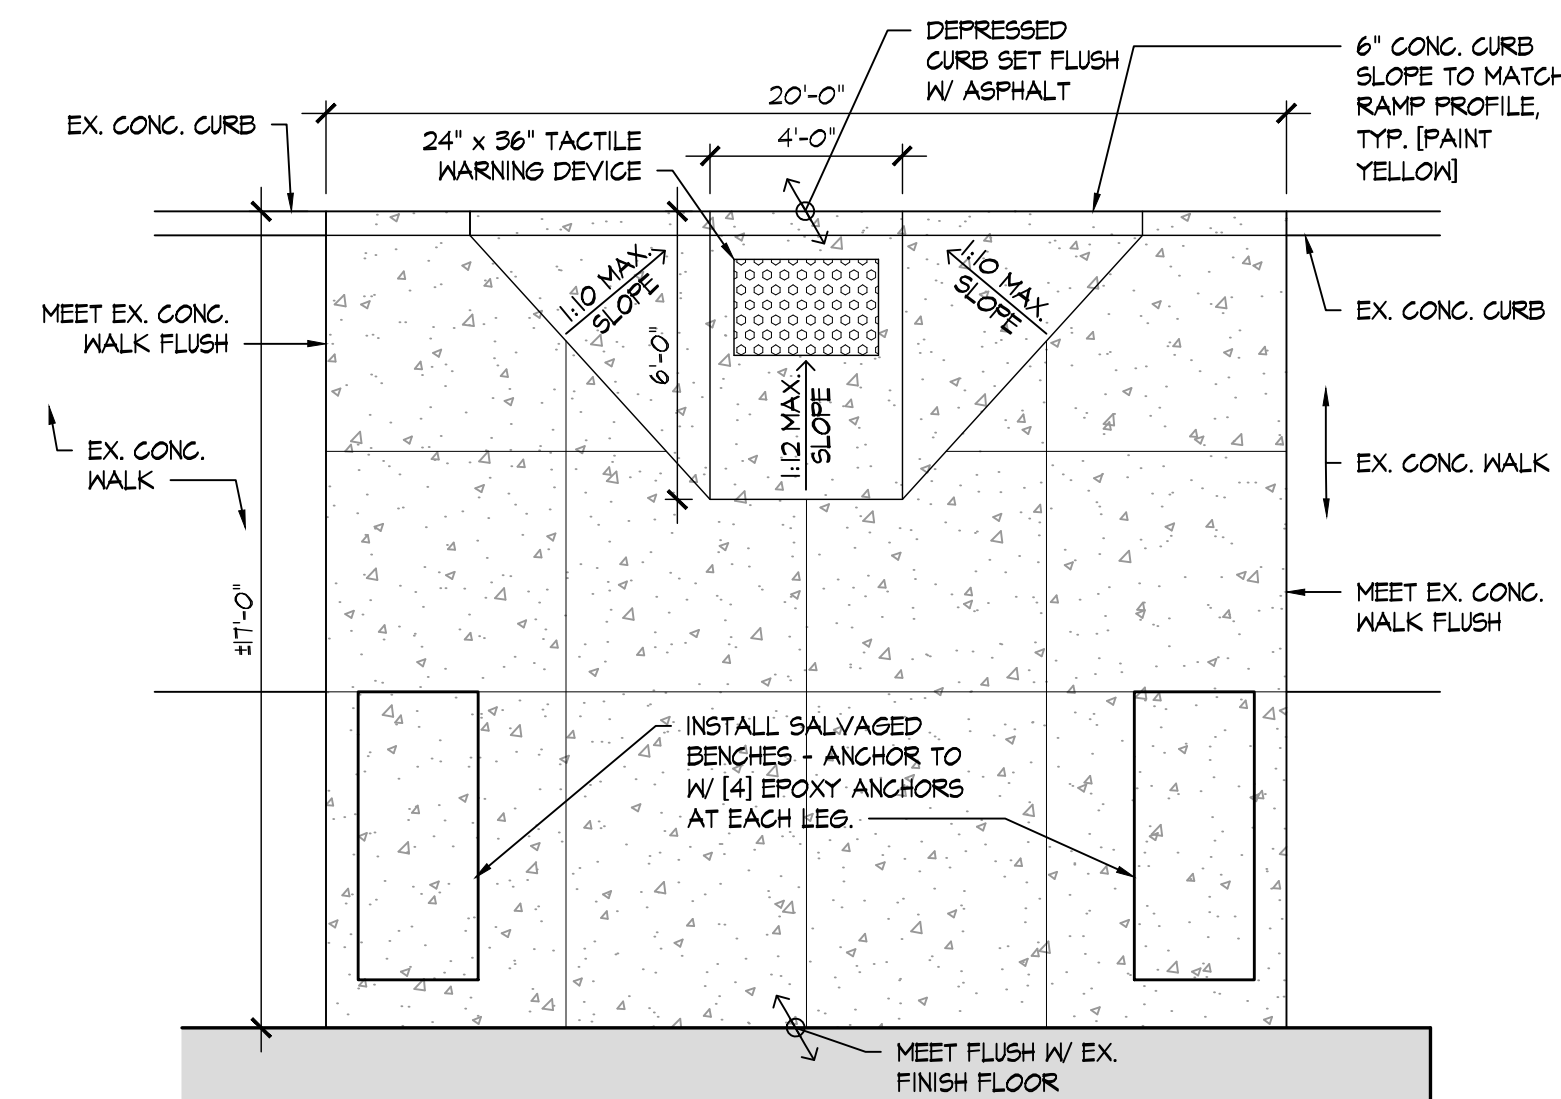 DEPRESSED
CURB SET FLUSH
W/ ASPHALT
6" CONC. CURB
SLOPE TO MATCH
RAMP PROFILE,
TYP. [PAINT
YELLOW]
20'-0"
4'-0"
EX. CONC. CURB
24" x 36" TACTILE
WARNING DEVICE
1:10 MAX.
SLOPE
1:10 MAX.
SLOPE
6'-0"
1:12 MAX.
SLOPE
MEET EX. CONC.
WALK FLUSH
EX. CONC. CURB
EX. CONC.
WALK
EX. CONC. WALK
±17'-0"
MEET EX. CONC.
WALK FLUSH
INSTALL SALVAGED
BENCHES - ANCHOR TO
W/ [4] EPOXY ANCHORS
AT EACH LEG.
MEET FLUSH W/ EX.
FINISH FLOOR